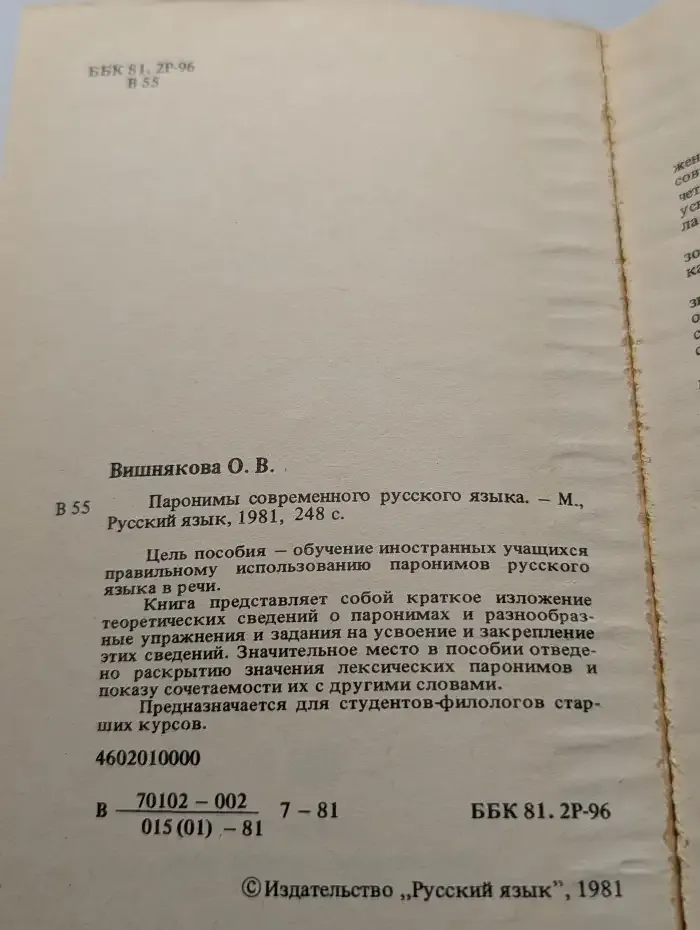 ББК 81. 2Р-96
В 55
Вишнякова О. В.
В 55 Паронимы современного русского языка. — М.,
Русский язык, 1981, 248 с.
Цель пособия — обучение иностранных учащихся
правильному использованию паронимов русского
языка в речи.
Книга представляет собой краткое изложение
теоретических сведений о паронимах и разнообраз-
ные упражнения и задания на усвоение и закрепление
этих сведений. Значительное место в пособии отведе-
но раскрытию значения лексических паронимов и
показу сочетаемости их с другими словами.
Предназначается для студентов-филологов стар-
ших курсов.
4602010000
В 70102 — 002
015 (01) — 81
7 — 81
ББК 81. 2Р-96
© Издательство „Русский язык”, 1981